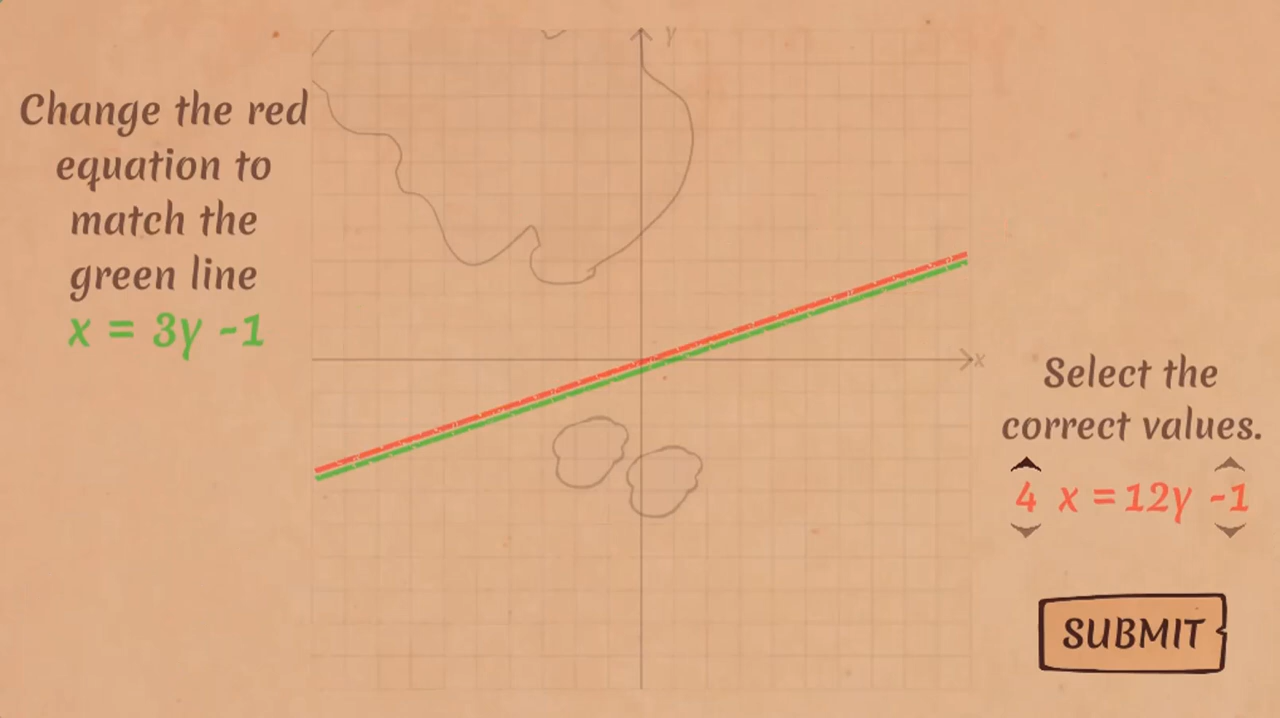 Change the red
equation to
match the
green line
x = 3y -1
y
x
Select the
correct values.
4 x = 12y -1
SUBMIT